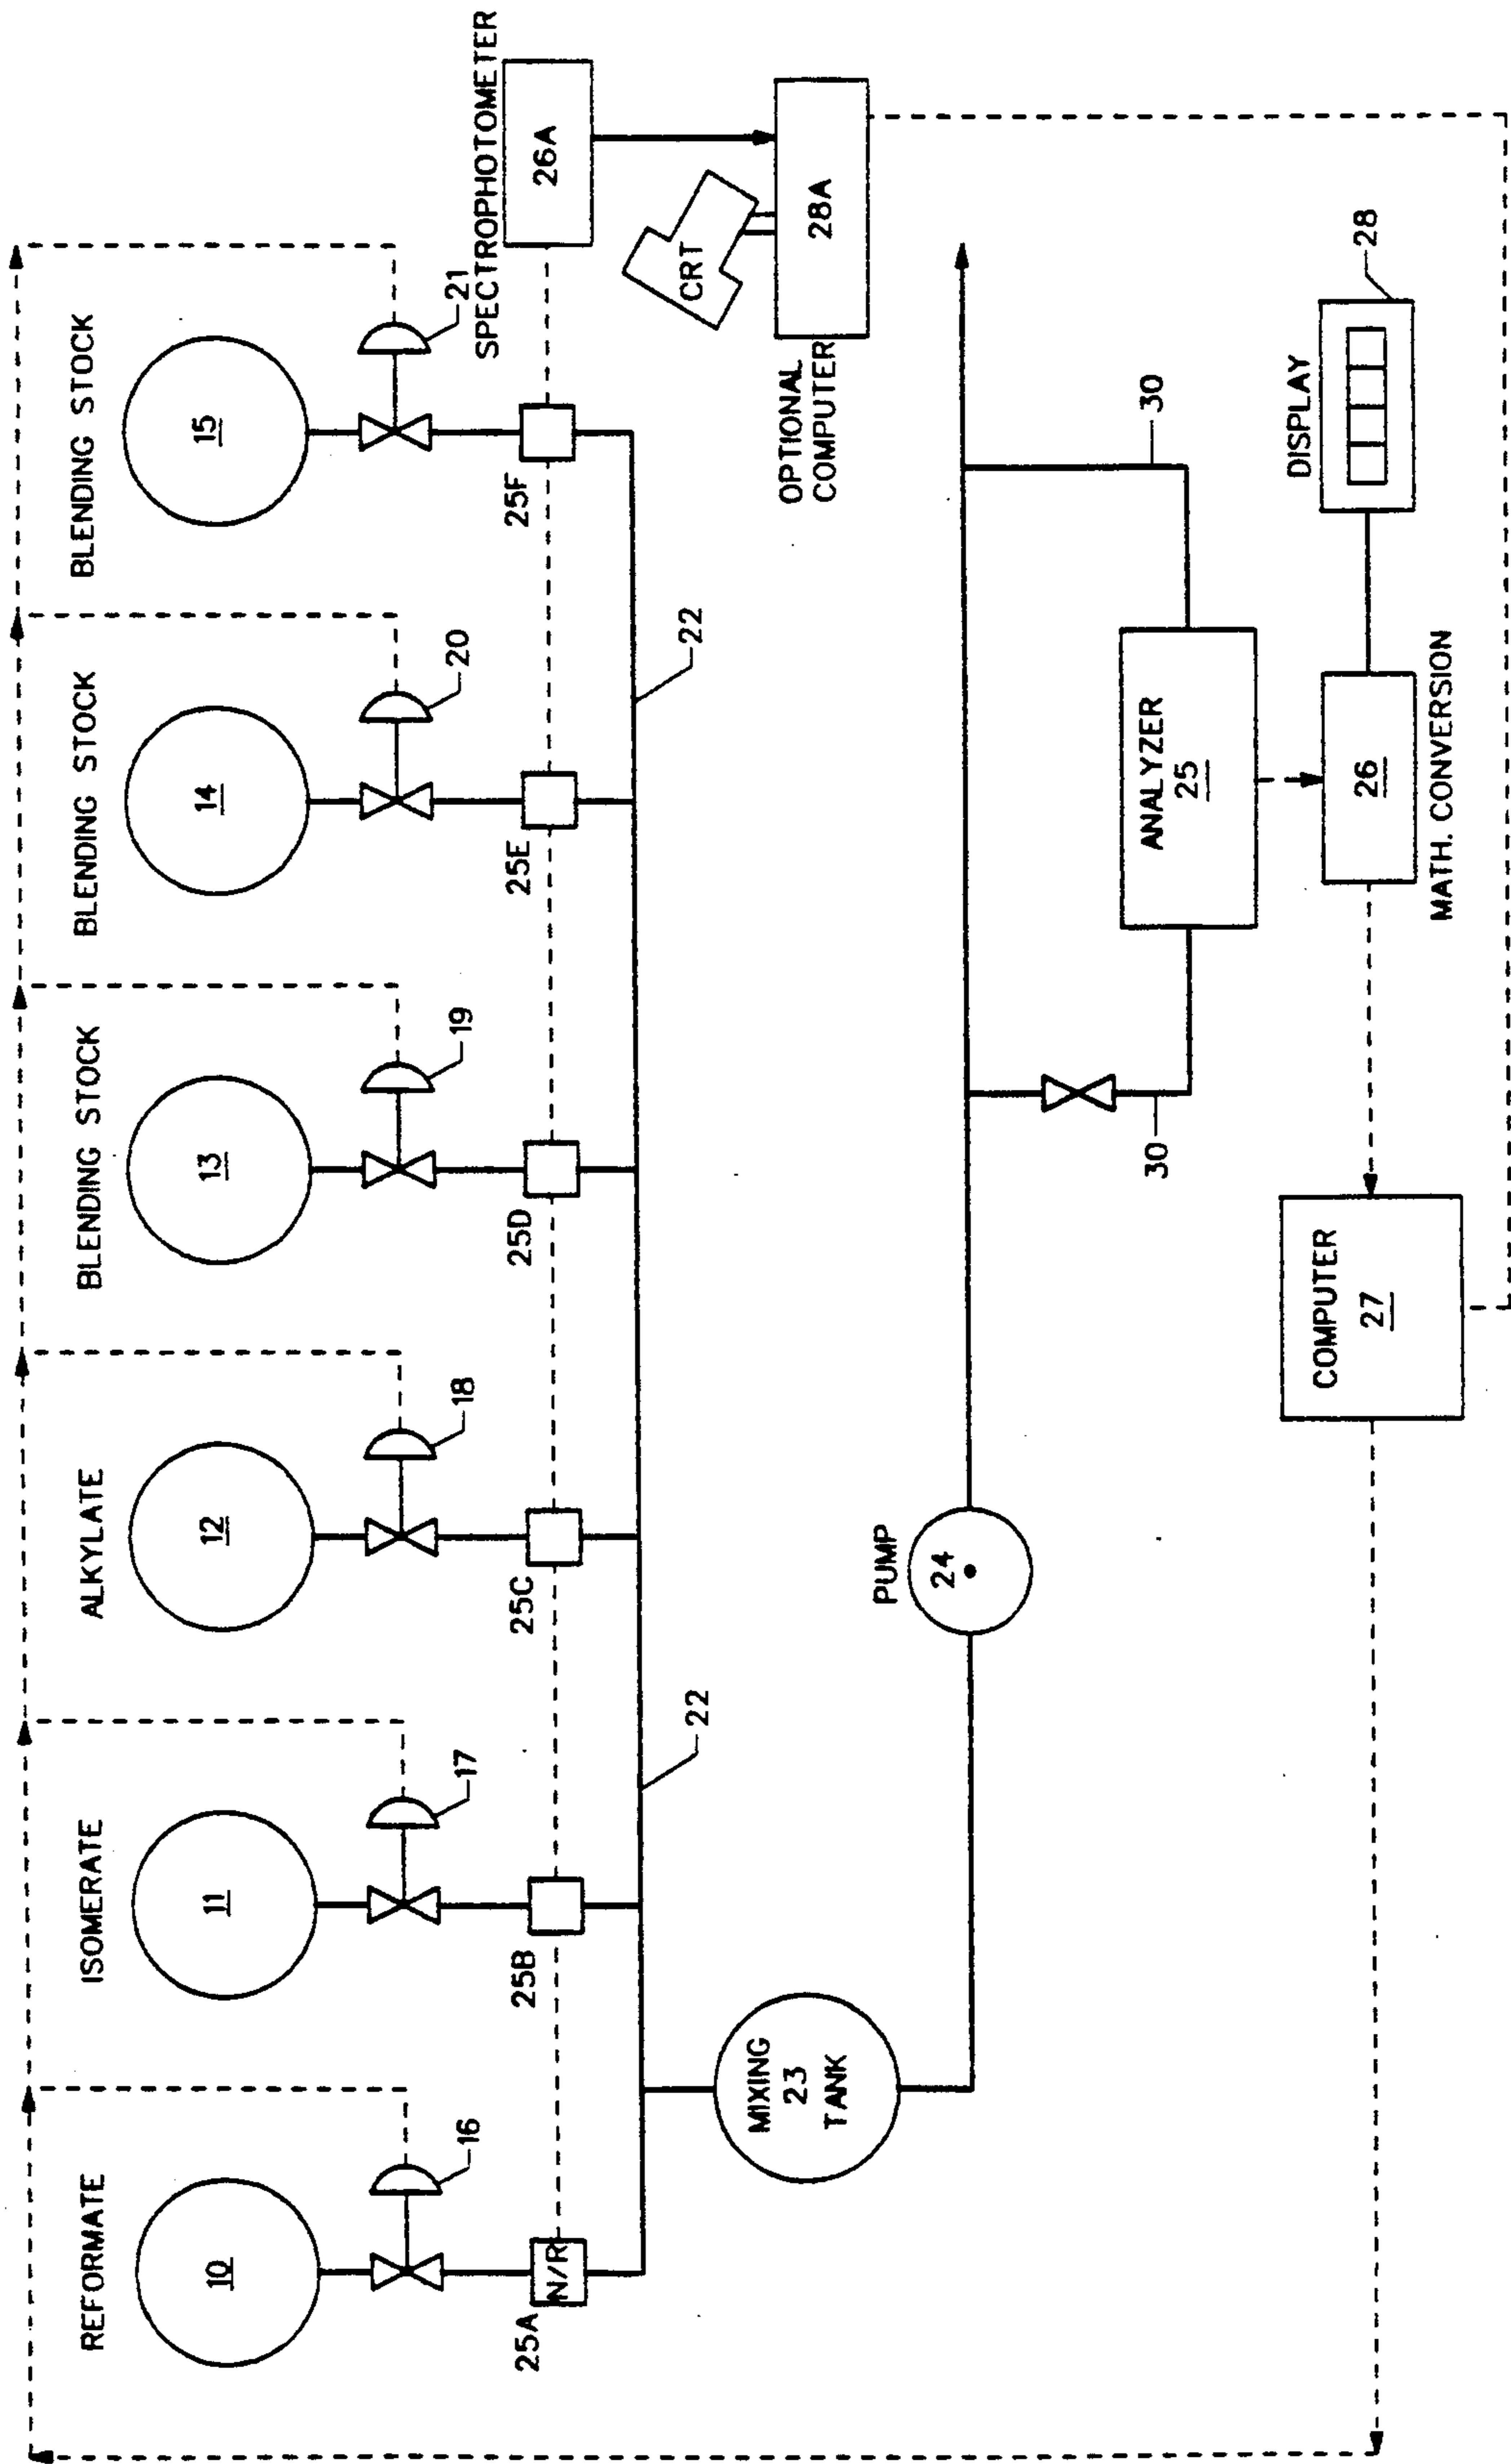 REFORMATE
ISOMERATE
ALKYLATE
BLENDING STOCK
BLENDING STOCK
BLENDING STOCK
10
11
12
13
14
15
16
17
18
19
20
21
25A
N/R
25B
25C
25D
25E
25F
SPECTROPHOTOMETER
26A
22
22
CRT
28A
OPTIONAL
COMPUTER
MIXING
23
TANK
PUMP
24
30
30
ANALYZER
25
DISPLAY
28
26
MATH. CONVERSION
COMPUTER
27